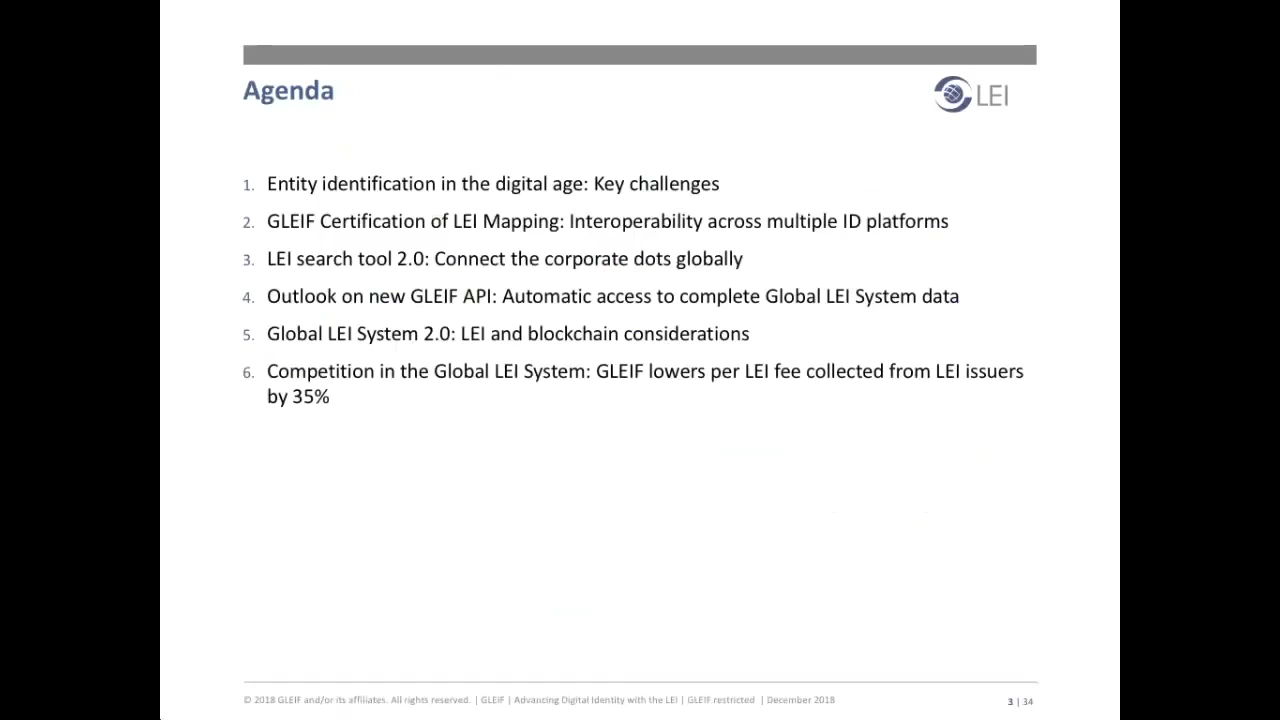 Agenda
LEI
1. Entity identification in the digital age: Key challenges
2. GLEIF Certification of LEI Mapping: Interoperability across multiple ID platforms
3. LEI search tool 2.0: Connect the corporate dots globally
4. Outlook on new GLEIF API: Automatic access to complete Global LEI System data
5. Global LEI System 2.0: LEI and blockchain considerations
6. Competition in the Global LEI System: GLEIF lowers per LEI fee collected from LEI issuers
by 35%
© 2018 GLEIF and/or its affiliates. All rights reserved. | GLEIF | Advancing Digital Identity with the LEI | GLEIF restricted | December 2018
3 | 34